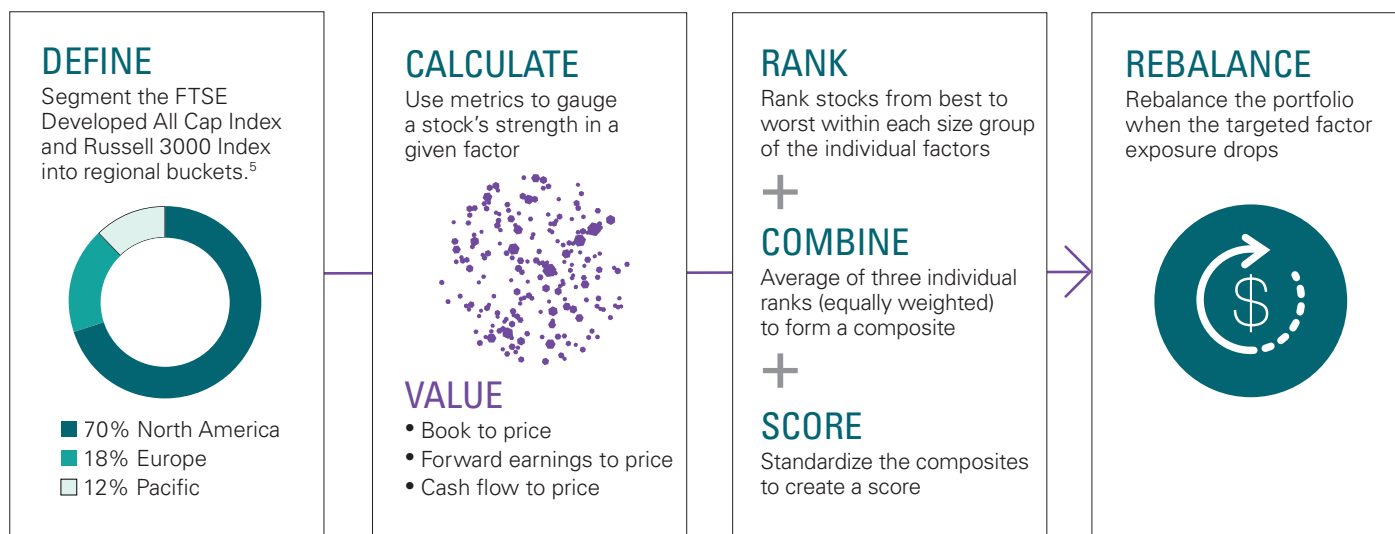 DEFINE
Segment the FTSE
Developed All Cap Index
and Russell 3000 Index
into regional buckets.5
70% North America
18% Europe
12% Pacific
CALCULATE
Use metrics to gauge
a stock's strength in a
given factor
VALUE
• Book to price
• Forward earnings to price
• Cash flow to price
RANK
Rank stocks from best to
worst within each size group
of the individual factors
+
COMBINE
Average of three individual
ranks (equally weighted)
to form a composite
+
SCORE
Standardize the composites
to create a score
REBALANCE
Rebalance the portfolio
when the targeted factor
exposure drops
$